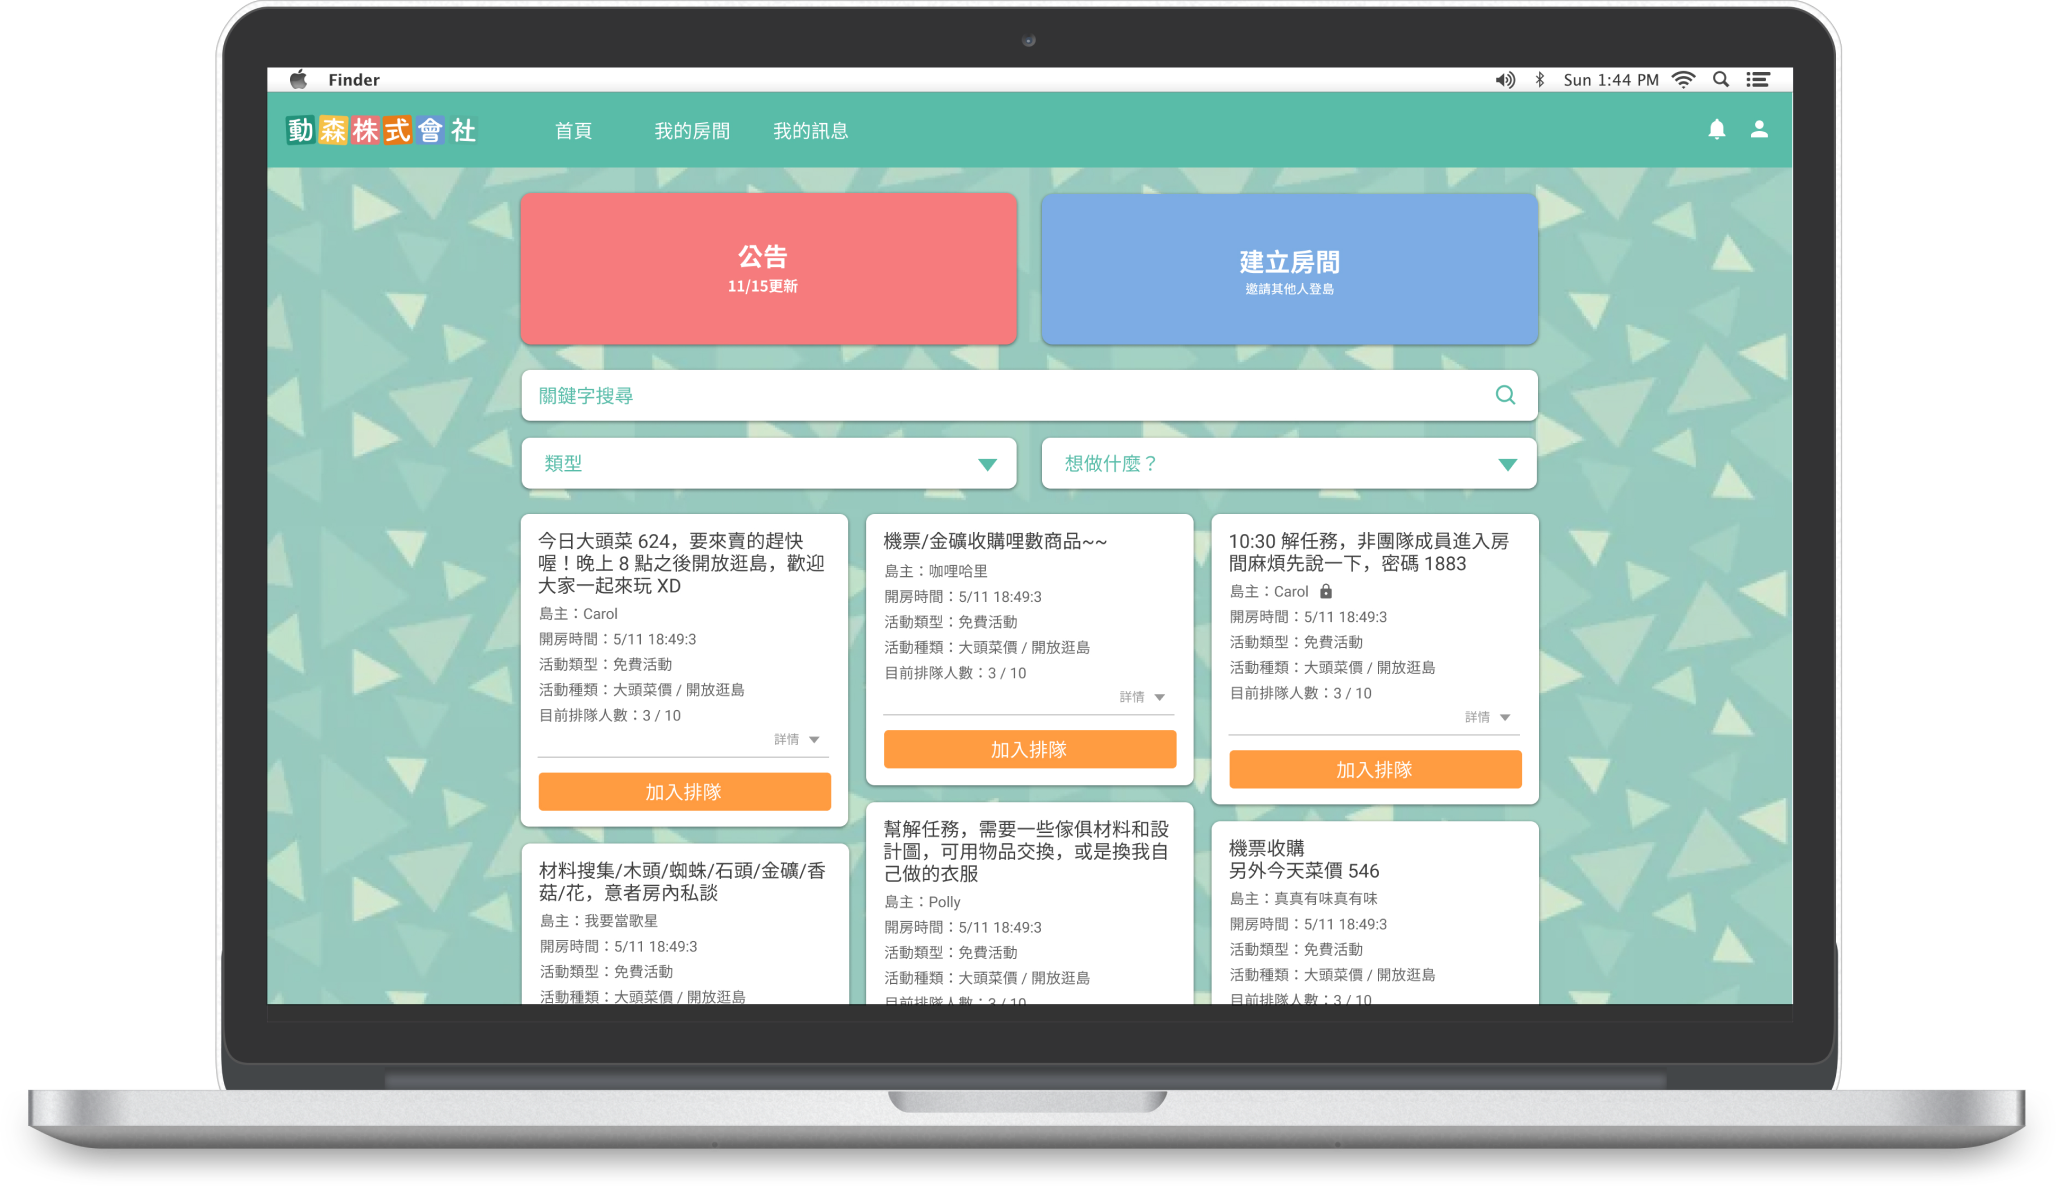 Finder
Sun 1:44 PM
動森株式會社
首頁
我的房間
我的訊息
公告
11/15更新
建立房間
邀請其他人登島
關鍵字搜尋
類型
想做什麼？
今日大頭菜 624，要來賣的趕快
喔！晚上 8 點之後開放逛島，歡迎
大家一起來玩 XD
島主：Carol
開房時間：5/11 18:49:3
活動類型：免費活動
活動種類：大頭菜價 / 開放逛島
目前排隊人數：3 / 10
詳情
加入排隊
機票/金礦收購哩數商品~~
島主：咖哩哈里
開房時間：5/11 18:49:3
活動類型：免費活動
活動種類：大頭菜價 / 開放逛島
目前排隊人數：3 / 10
詳情
加入排隊
10:30 解任務，非團隊成員進入房
間麻煩先說一下，密碼 1883
島主：Carol
開房時間：5/11 18:49:3
活動類型：免費活動
活動種類：大頭菜價 / 開放逛島
目前排隊人數：3 / 10
詳情
加入排隊
材料搜集/木頭/蜘蛛/石頭/金礦/香
菇/花，意者房內私談
島主：我要當歌星
開房時間：5/11 18:49:3
活動類型：免費活動
活動種類：大頭菜價 / 開放逛島
幫解任務，需要一些傢俱材料和設
計圖，可用物品交換，或是換我自
己做的衣服
島主：Polly
開房時間：5/11 18:49:3
活動類型：免費活動
活動種類：大頭菜價 / 開放逛島
目前排隊人數：3 / 10
機票收購
另外今天菜價 546
島主：真真有味真有味
開房時間：5/11 18:49:3
活動類型：免費活動
活動種類：大頭菜價 / 開放逛島
目前排隊人數：3 / 10